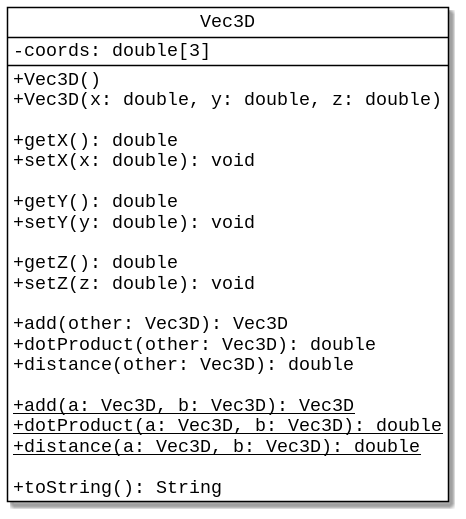 Vec3D
-coords: double[3]
+Vec3D()
+Vec3D(x: double, y: double, z: double)
+getX(): double
+setX(x: double): void
+getY(): double
+setY(y: double): void
+getZ(): double
+setZ(z: double): void
+add(other: Vec3D): Vec3D
+dotProduct(other: Vec3D): double
+distance(other: Vec3D): double
+add(a: Vec3D, b: Vec3D): Vec3D
+dotProduct(a: Vec3D, b: Vec3D): double
+distance(a: Vec3D, b: Vec3D): double
+toString(): String